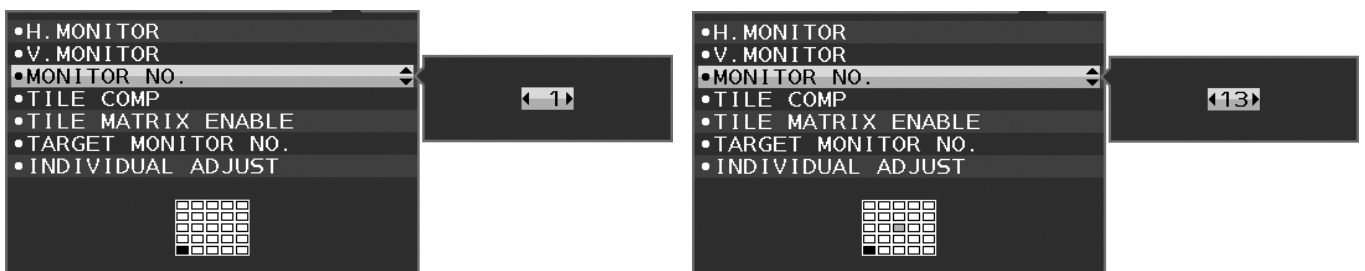 •H.MONITOR
•V.MONITOR
•MONITOR NO.
1
•TILE COMP
•TILE MATRIX ENABLE
•TARGET MONITOR NO.
•INDIVIDUAL ADJUST
•H.MONITOR
•V.MONITOR
•MONITOR NO.
13
•TILE COMP
•TILE MATRIX ENABLE
•TARGET MONITOR NO.
•INDIVIDUAL ADJUST